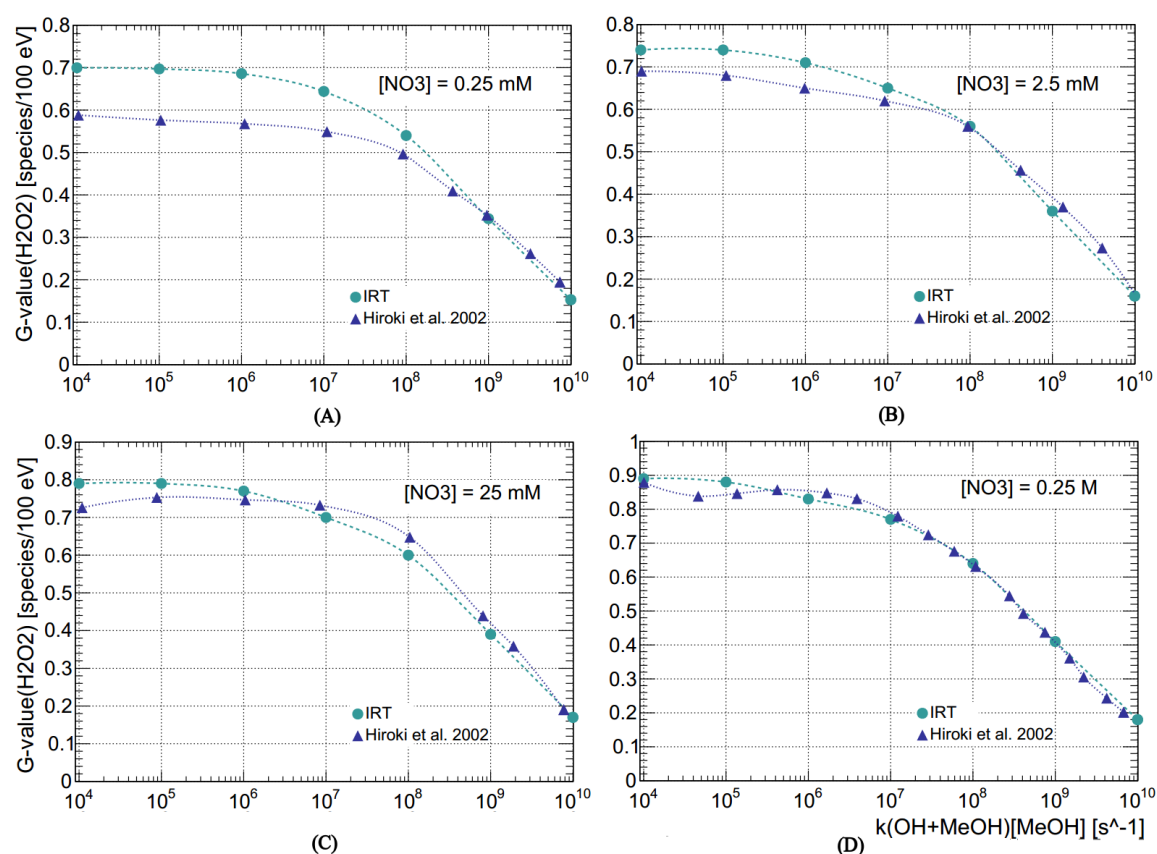 G-value(H2O2) [species/100 eV]
0.8
0.7
0.6
0.5
0.4
0.3
0.2
0.1
0
[NO3] = 0.25 mM
IRT
Hiroki et al. 2002
10^4 10^5 10^6 10^7 10^8 10^9 10^10
(A)
0.8
0.7
0.6
0.5
0.4
0.3
0.2
0.1
0
[NO3] = 2.5 mM
IRT
Hiroki et al. 2002
10^4 10^5 10^6 10^7 10^8 10^9 10^10
(B)
G-value(H2O2) [species/100 eV]
0.9
0.8
0.7
0.6
0.5
0.4
0.3
0.2
0.1
0
[NO3] = 25 mM
IRT
Hiroki et al. 2002
10^4 10^5 10^6 10^7 10^8 10^9 10^10
(C)
1
0.9
0.8
0.7
0.6
0.5
0.4
0.3
0.2
0.1
0
[NO3] = 0.25 M
IRT
Hiroki et al. 2002
10^4 10^5 10^6 10^7 10^8 10^9 10^10
k(OH+MeOH)[MeOH] [s^-1]
(D)